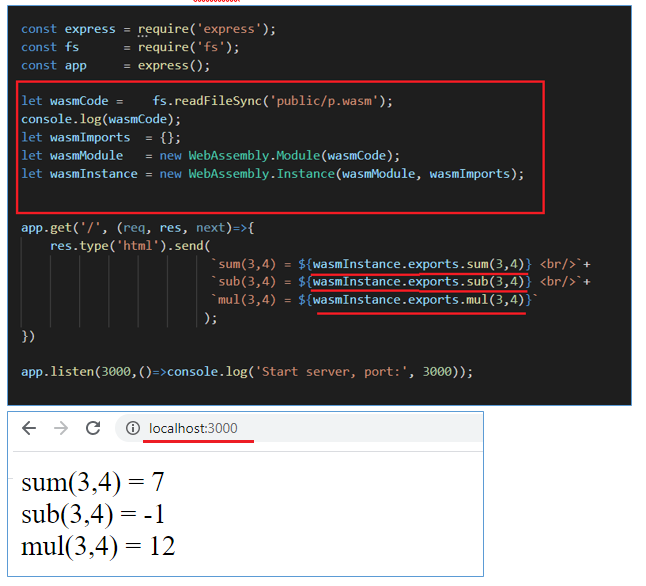 const express = require('express');
const fs      = require('fs');
const app     = express();
let wasmCode =    fs.readFileSync('public/p.wasm');
console.log(wasmCode);
let wasmImports  = {};
let wasmModule   = new WebAssembly.Module(wasmCode);
let wasmInstance = new WebAssembly.Instance(wasmModule, wasmImports);
app.get('/', (req, res, next)=>{
    res.type('html').send(
                          `sum(3,4) = ${wasmInstance.exports.sum(3,4)} <br/>`+
                          `sub(3,4) = ${wasmInstance.exports.sub(3,4)} <br/>`+
                          `mul(3,4) = ${wasmInstance.exports.mul(3,4)}`
                         );
})
app.listen(3000,()=>console.log('Start server, port:', 3000));
localhost:3000
sum(3,4) = 7
sub(3,4) = -1
mul(3,4) = 12